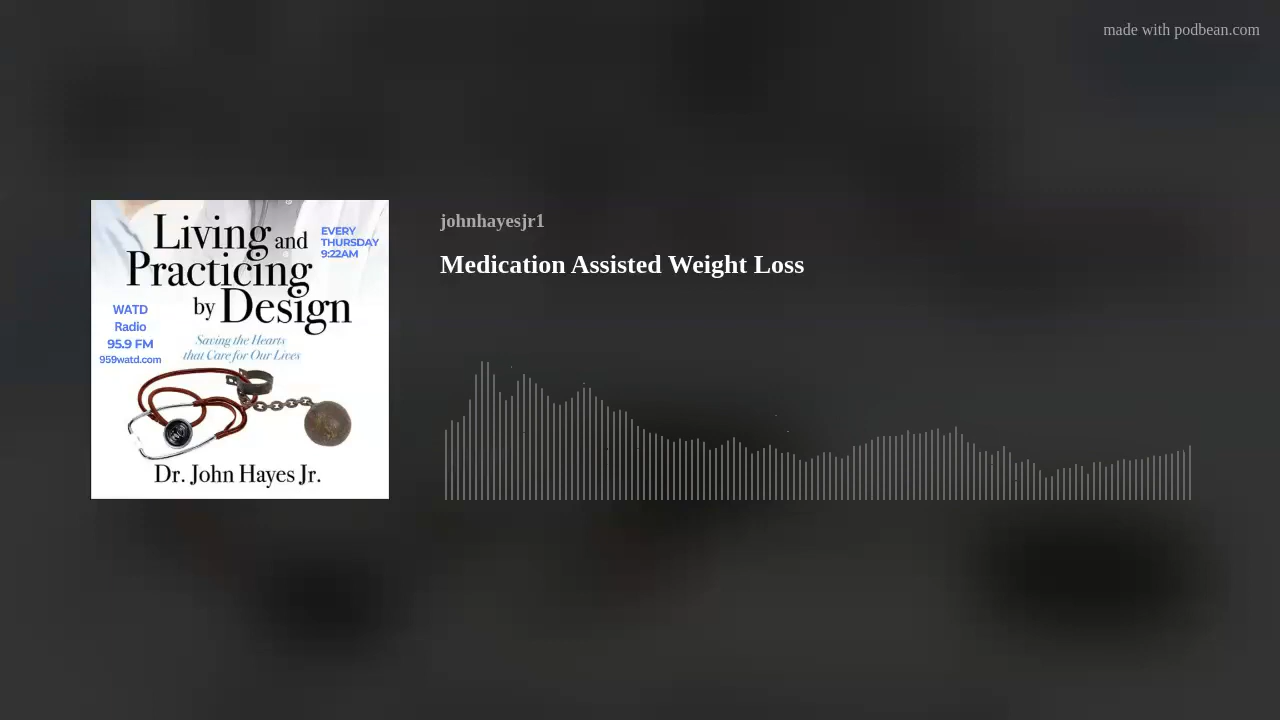 made with podbean.com
Living and
Practicing
by Design
EVERY
THURSDAY
9:22AM
WATD
Radio
95.9 FM
959watd.com
Saving the Hearts
that Care for Our Lives
Dr. John Hayes Jr.
johnhayesjr1
Medication Assisted Weight Loss